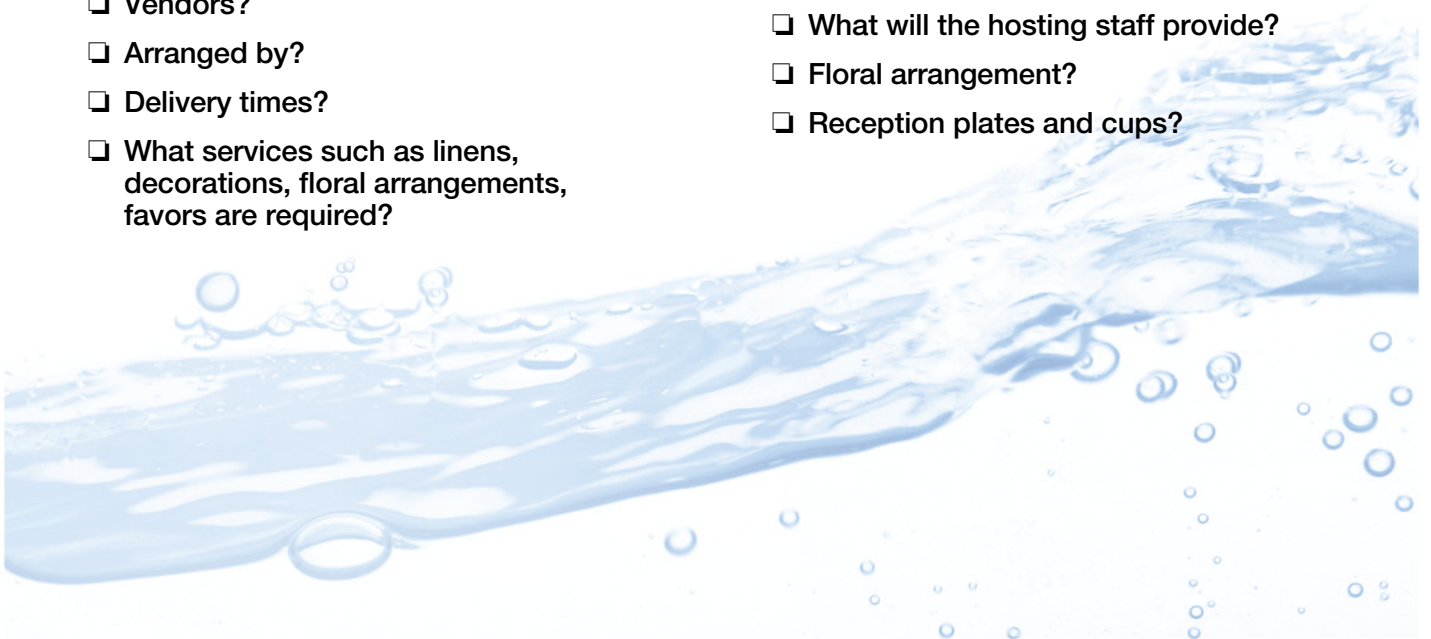 ❏ Vendors?
❏ Arranged by?
❏ Delivery times?
❏ What services such as linens,
decorations, floral arrangements,
favors are required?
❏ What will the hosting staff provide?
❏ Floral arrangement?
❏ Reception plates and cups?